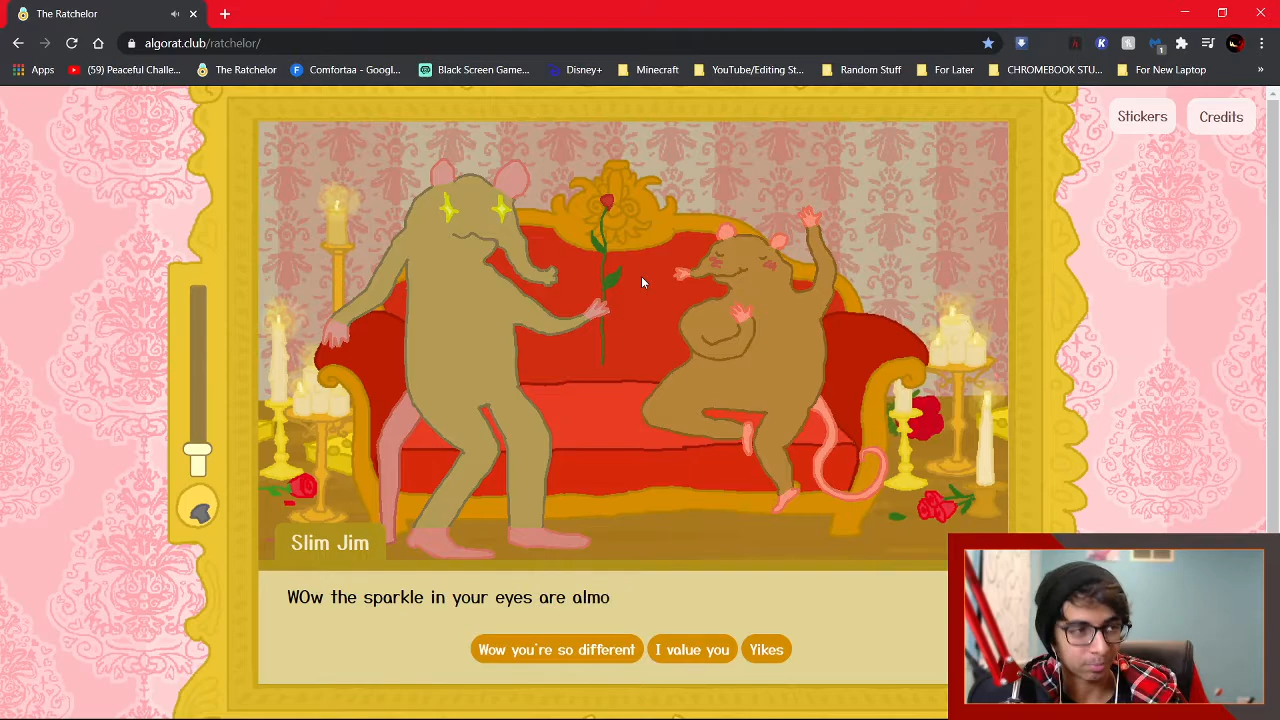 The Ratchelor
algorat.club/ratchelor/
1
Apps
(59) Peaceful Challe...
The Ratchelor
Comfortaa - Googl...
Black Screen Game...
Disney+
Minecraft
YouTube/Editing St...
Random Stuff
For Later
CHROMEBOOK STU...
For New Laptop
»
Stickers
Credits
Slim Jim
WOw the sparkle in your eyes are almo
Wow you're so different
I value you
Yikes